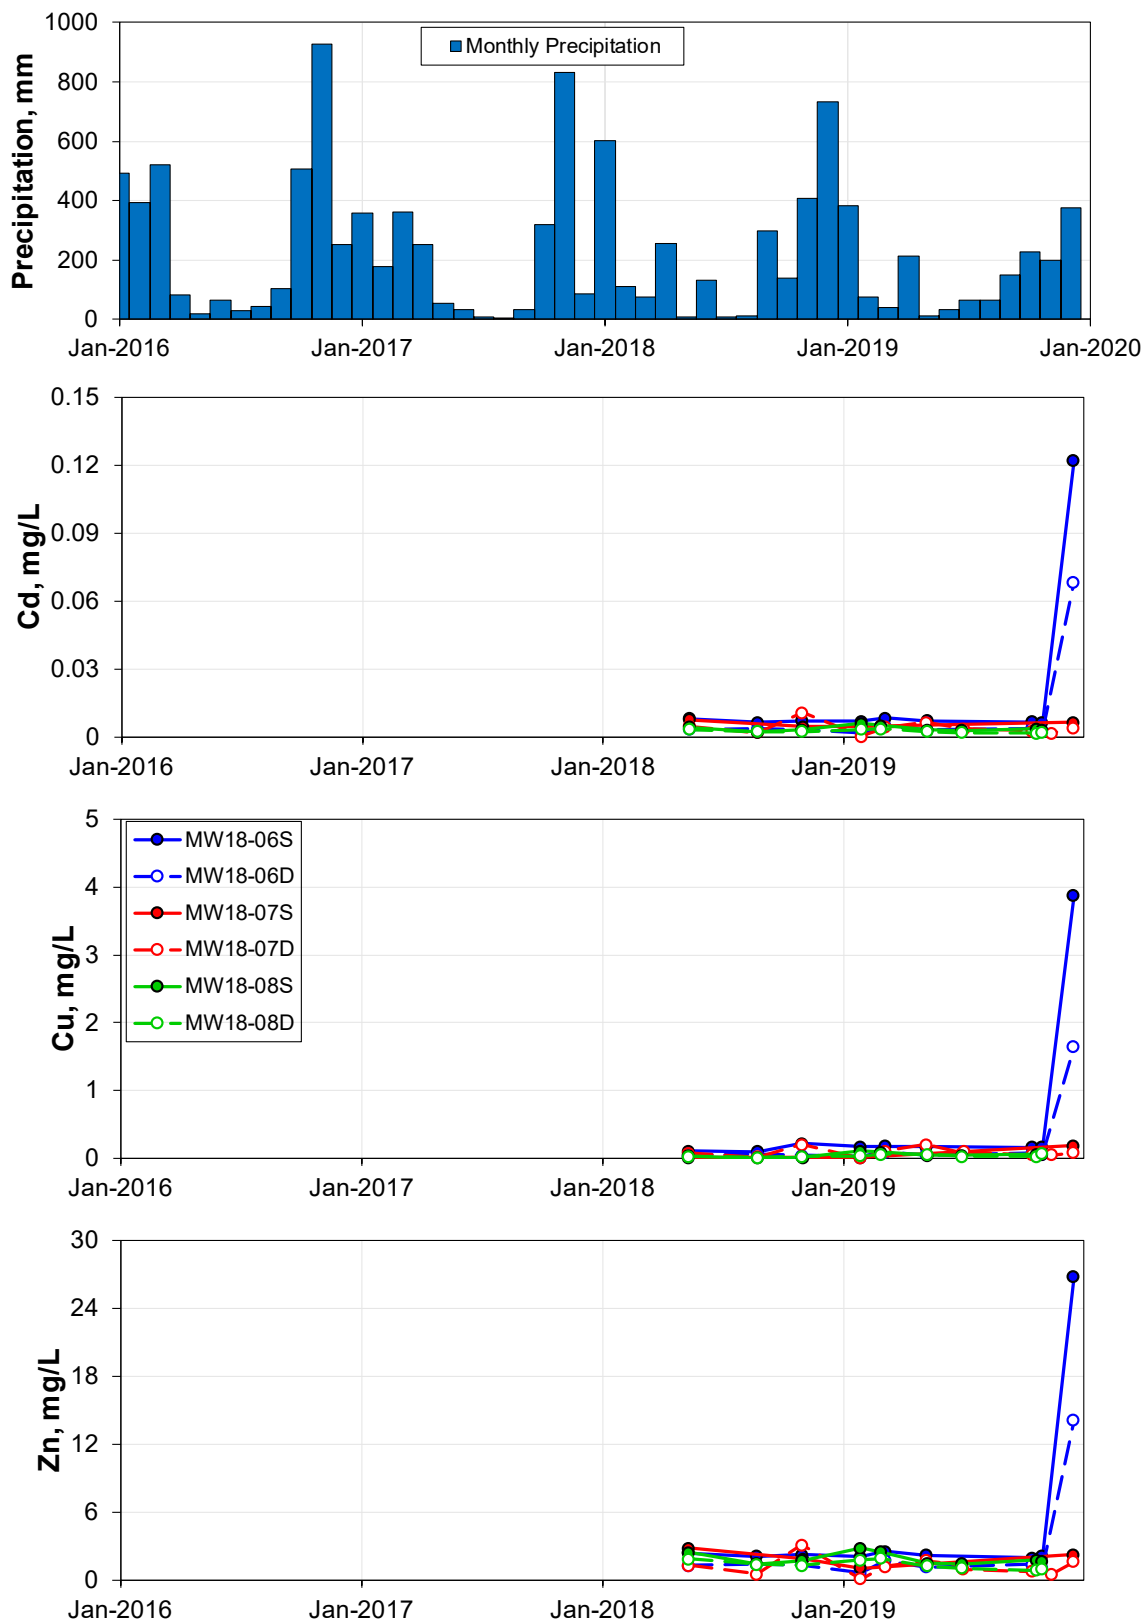 1000
800
600
400
200
0
Precipitation, mm
Monthly Precipitation
Jan-2016 Jan-2017 Jan-2018 Jan-2019 Jan-2020
0.15
0.12
0.09
0.06
0.03
0
Cd, mg/L
Jan-2016 Jan-2017 Jan-2018 Jan-2019
5
4
3
2
1
0
Cu, mg/L
MW18-06S
MW18-06D
MW18-07S
MW18-07D
MW18-08S
MW18-08D
Jan-2016 Jan-2017 Jan-2018 Jan-2019
30
24
18
12
6
0
Zn, mg/L
Jan-2016 Jan-2017 Jan-2018 Jan-2019